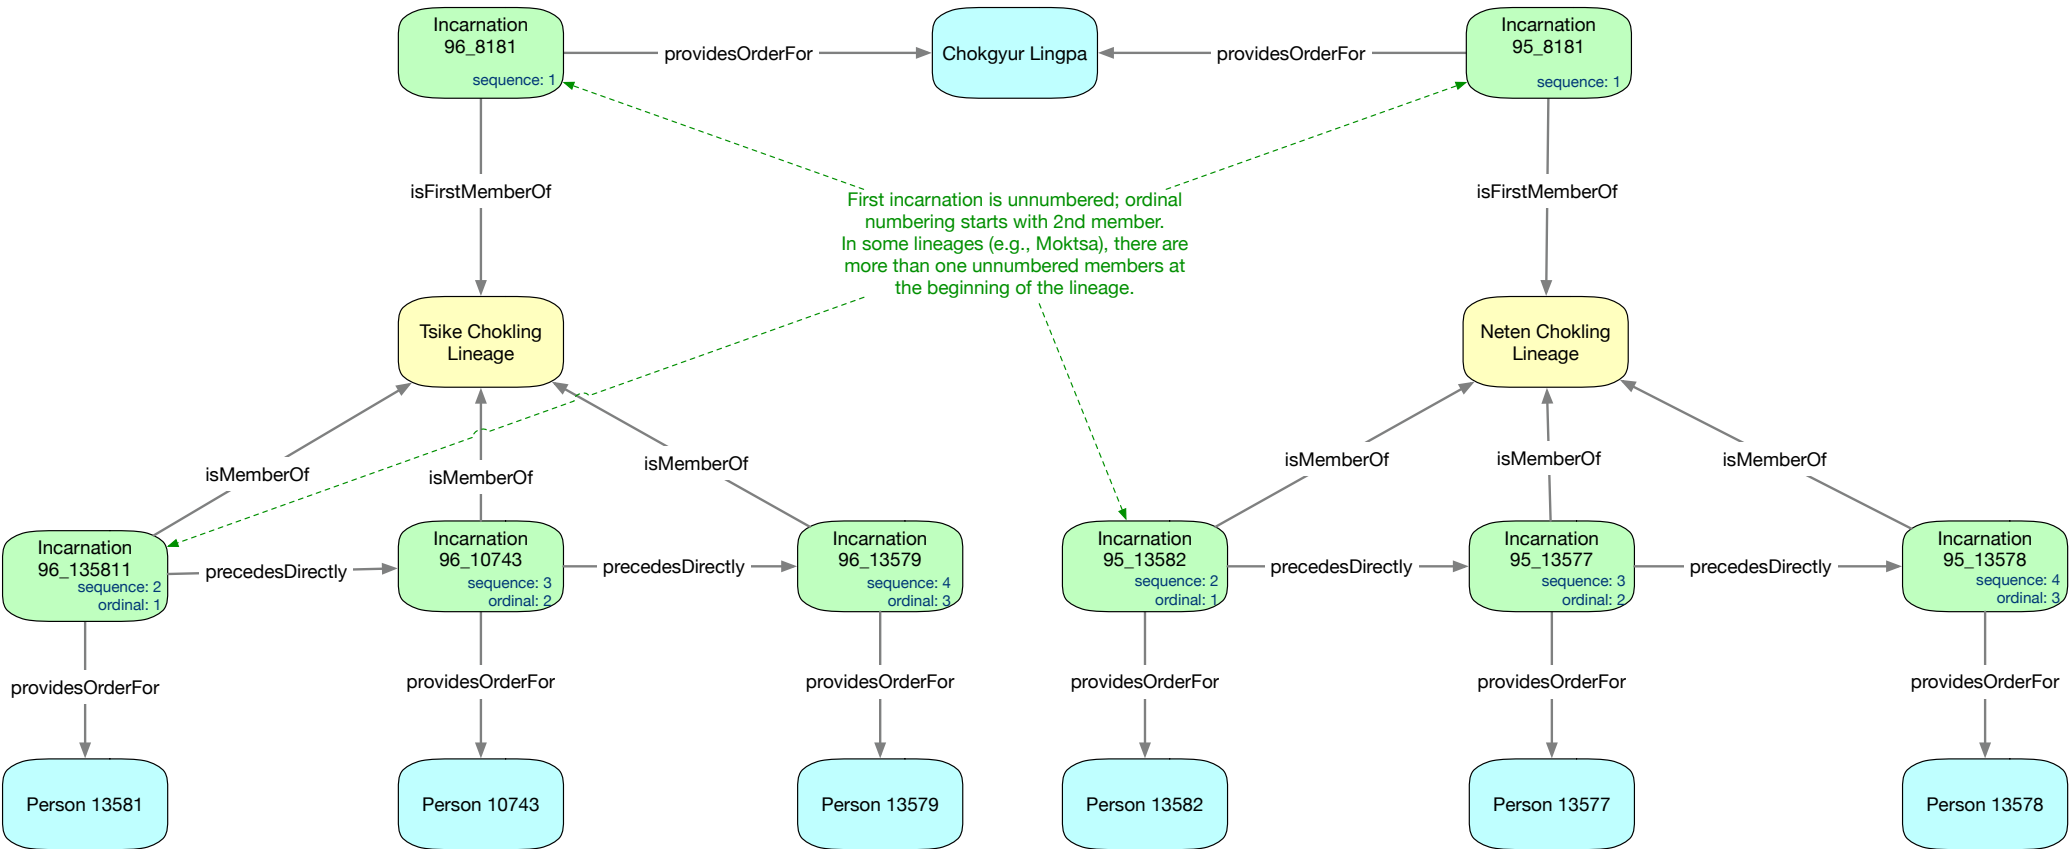 Incarnation
96_8181
sequence: 1
providesOrderFor
Chokgyur Lingpa
providesOrderFor
Incarnation
95_8181
sequence: 1
isFirstMemberOf
First incarnation is unnumbered; ordinal
numbering starts with 2nd member.
In some lineages (e.g., Moktsa), there are
more than one unnumbered members at
the beginning of the lineage.
isFirstMemberOf
Tsike Chokling
Lineage
Neten Chokling
Lineage
isMemberOf
isMemberOf
isMemberOf
isMemberOf
isMemberOf
isMemberOf
Incarnation
96_135811
sequence: 2
ordinal: 1
precedesDirectly
Incarnation
96_10743
sequence: 3
ordinal: 2
precedesDirectly
Incarnation
96_13579
sequence: 4
ordinal: 3
Incarnation
95_13582
sequence: 2
ordinal: 1
precedesDirectly
Incarnation
95_13577
sequence: 3
ordinal: 2
precedesDirectly
Incarnation
95_13578
sequence: 4
ordinal: 3
providesOrderFor
providesOrderFor
providesOrderFor
providesOrderFor
providesOrderFor
providesOrderFor
Person 13581
Person 10743
Person 13579
Person 13582
Person 13577
Person 13578